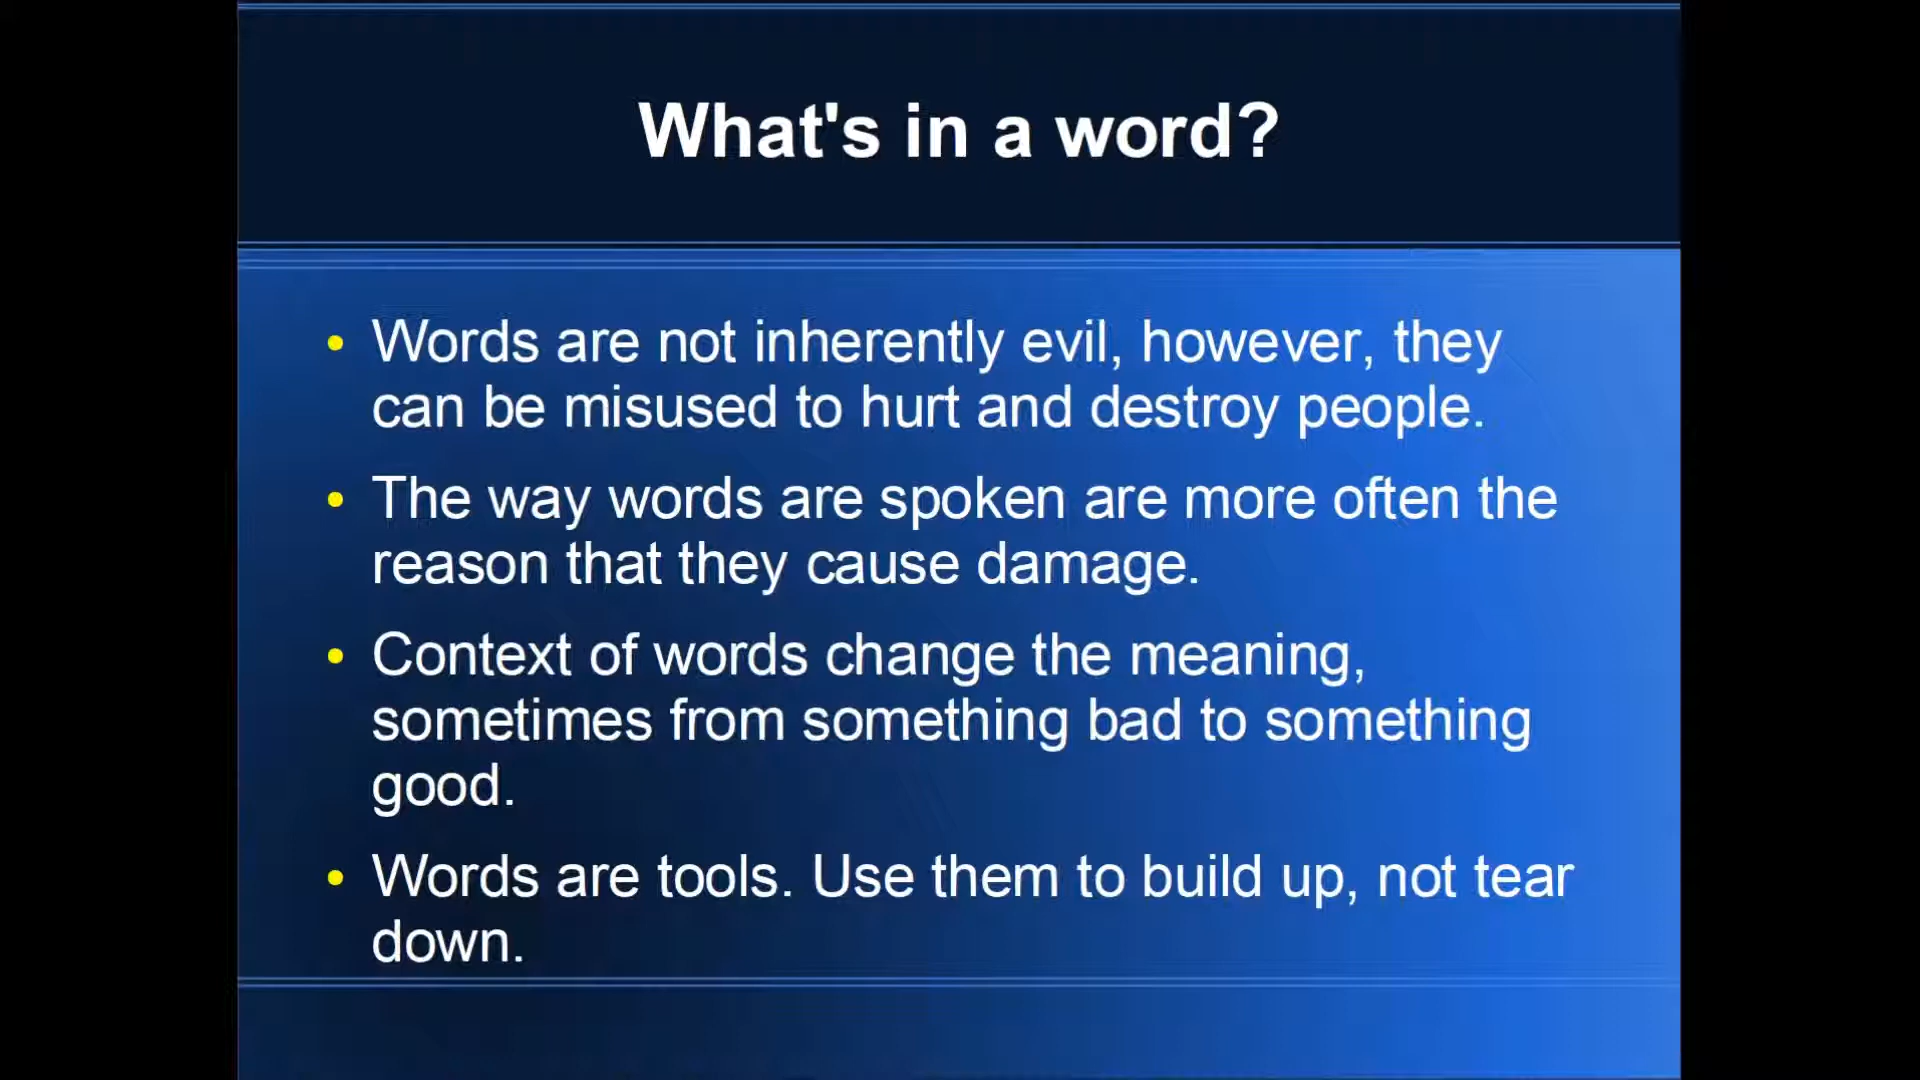 What's in a word?
• Words are not inherently evil, however, they
can be misused to hurt and destroy people.
• The way words are spoken are more often the
reason that they cause damage.
• Context of words change the meaning,
sometimes from something bad to something
good.
• Words are tools. Use them to build up, not tear
down.